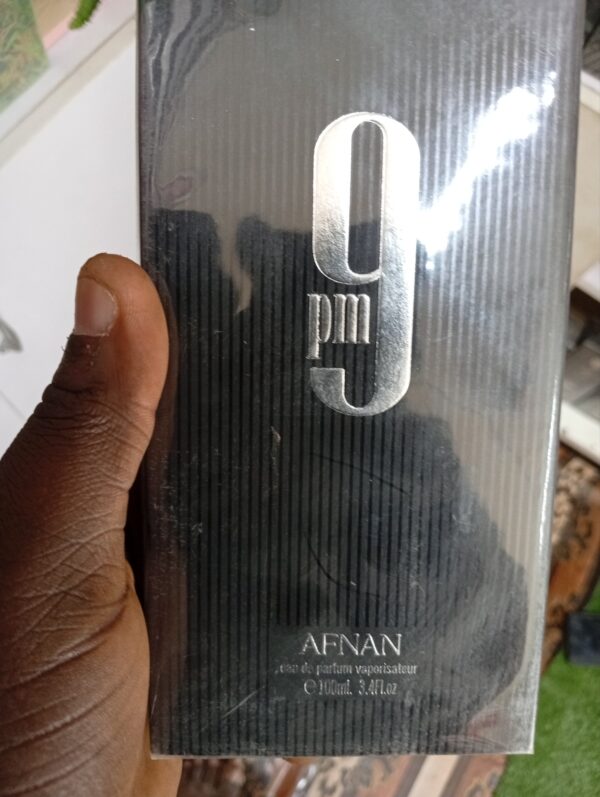 9
pm
AFNAN
eau de parfum vaporisateur
℮100ml. 3.4Fl.oz